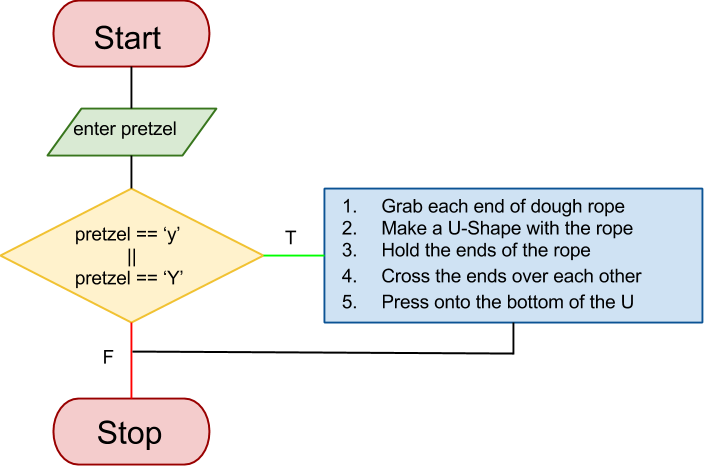 Start
enter pretzel
pretzel == ‘y’
||
pretzel == ‘Y’
T
1. Grab each end of dough rope
2. Make a U-Shape with the rope
3. Hold the ends of the rope
4. Cross the ends over each other
5. Press onto the bottom of the U
F
Stop